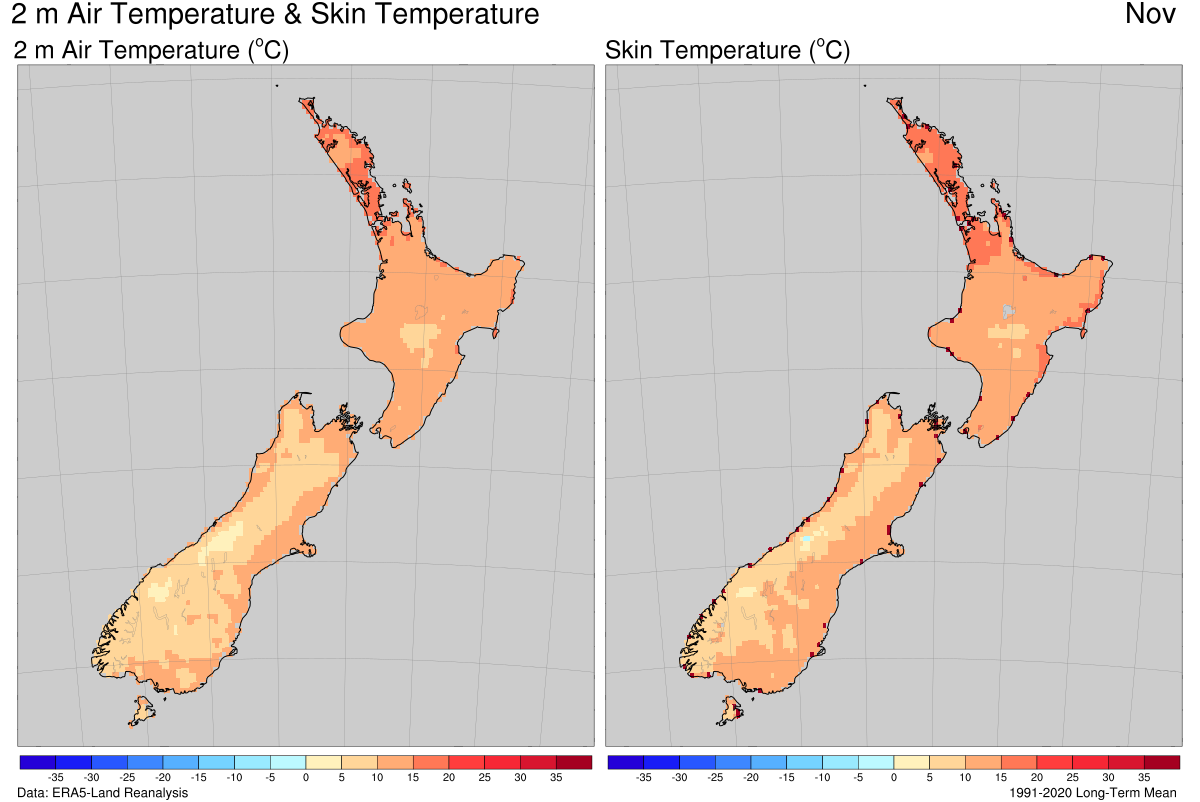 2 m Air Temperature & Skin Temperature Nov
2 m Air Temperature (°C) Skin Temperature (°C)
-35 -30 -25 -20 -15 -10 -5 0 5 10 15 20 25 30 35 -35 -30 -25 -20 -15 -10 -5 0 5 10 15 20 25 30 35
Data: ERA5-Land Reanalysis 1991-2020 Long-Term Mean